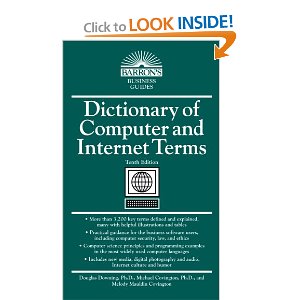 Click to
LOOK INSIDE!
BARRON'S
BUSINESS
GUIDES
Dictionary of
Computer and
Internet Terms
Tenth Edition
• More than 3,200 key terms defined and explained,
many with helpful illustrations and tables
• Practical guidance for the business software users,
including computer security, law, and ethics
• Computer science principles and programming examples
in the most widely used computer languages
• Includes new media, digital photography and audio,
Internet culture and humor
Douglas Downing, Ph.D., Michael Covington, Ph.D., and
Melody Mauldin Covington